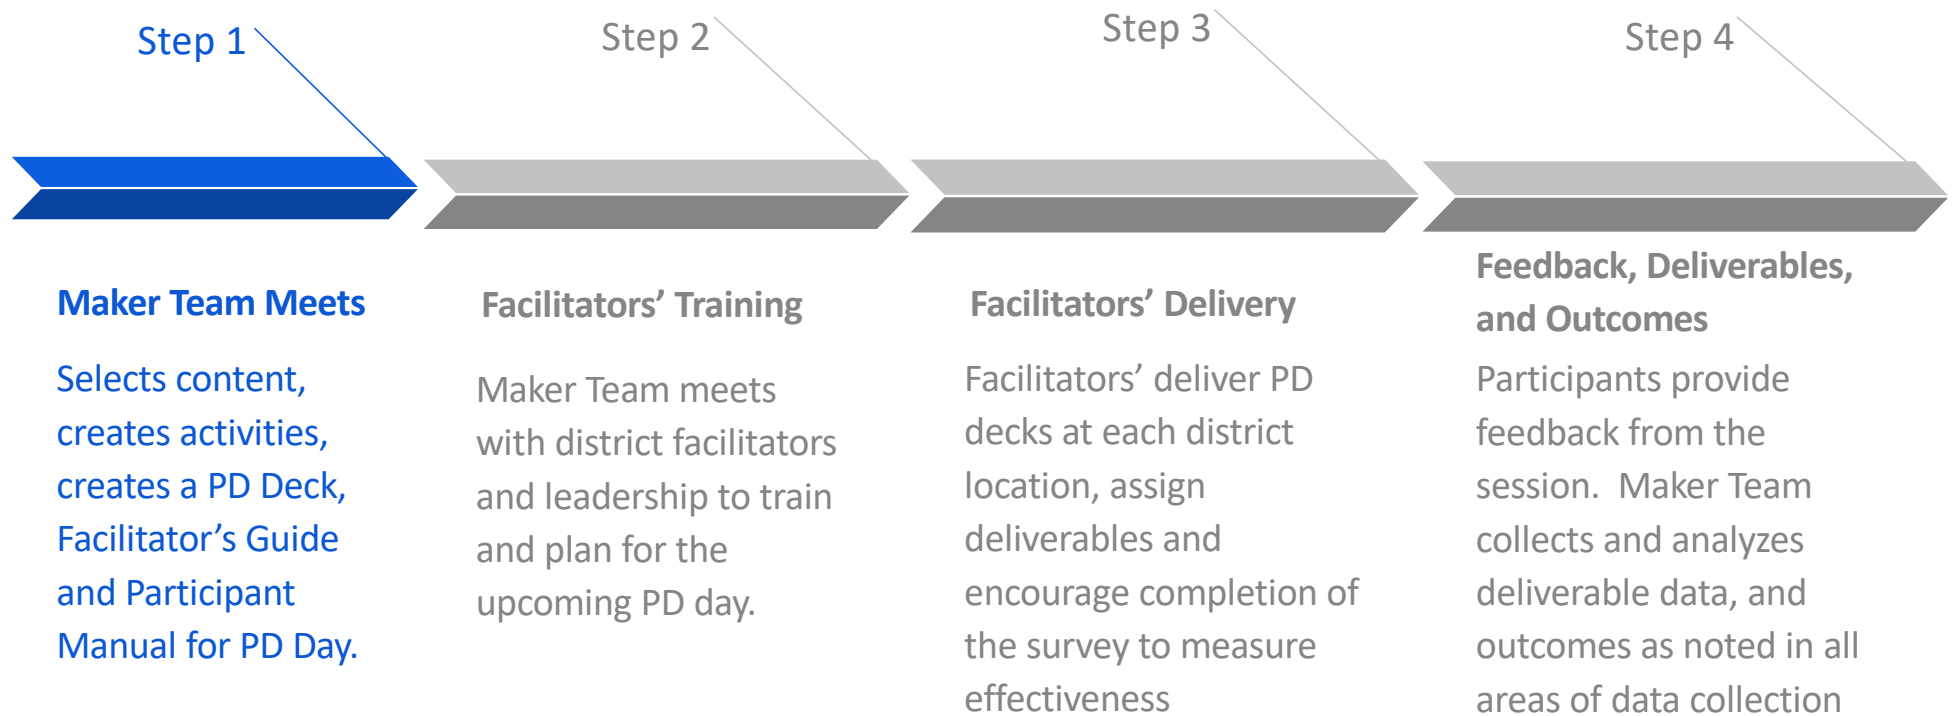 Step 1
Step 2
Step 3
Step 4
Maker Team Meets
Selects content,
creates activities,
creates a PD Deck,
Facilitator’s Guide
and Participant
Manual for PD Day.
Facilitators’ Training
Maker Team meets
with district facilitators
and leadership to train
and plan for the
upcoming PD day.
Facilitators’ Delivery
Facilitators’ deliver PD
decks at each district
location, assign
deliverables and
encourage completion of
the survey to measure
effectiveness
Feedback, Deliverables,
and Outcomes
Participants provide
feedback from the
session.  Maker Team
collects and analyzes
deliverable data, and
outcomes as noted in all
areas of data collection